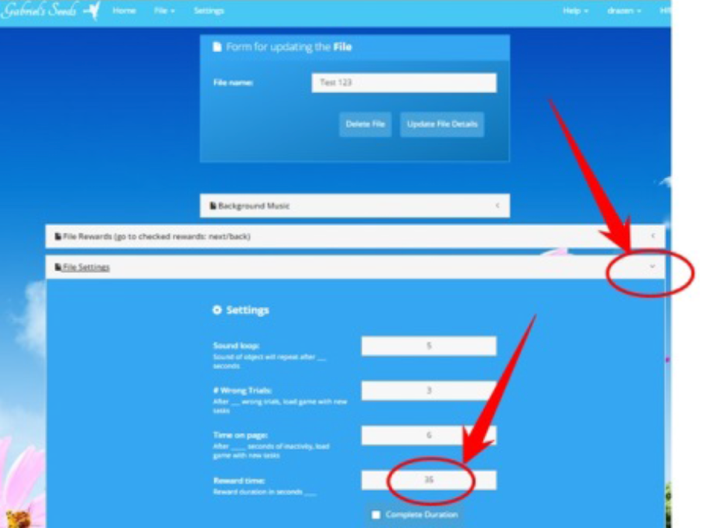 Gabriel's Seeds Home File Settings Help drazen
Form for updating the File
File name: Test 123
Delete File Update File Details
Background Music
File Rewards (go to checked rewards: next/back)
File Settings
Settings
Sound loop: 5
Sound of object will repeat after ___
seconds
# Wrong Trials: 3
After ___ wrong trials, load game with new
tasks
Time on page: 6
After ____ seconds of inactivity, load
game with new tasks
Reward time: 35
Reward duration in seconds ____
Complete Duration